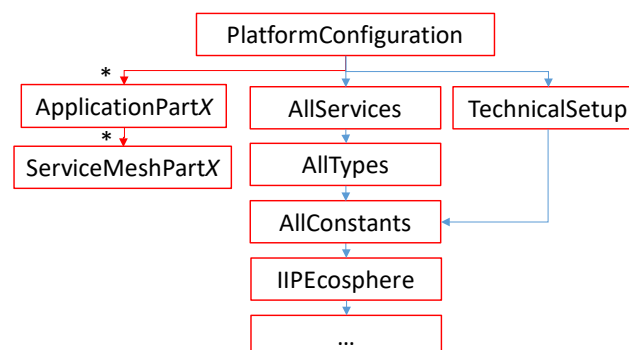 PlatformConfiguration
*
ApplicationPartX
AllServices
TechnicalSetup
*
ServiceMeshPartX
AllTypes
AllConstants
IIPEcosphere
...